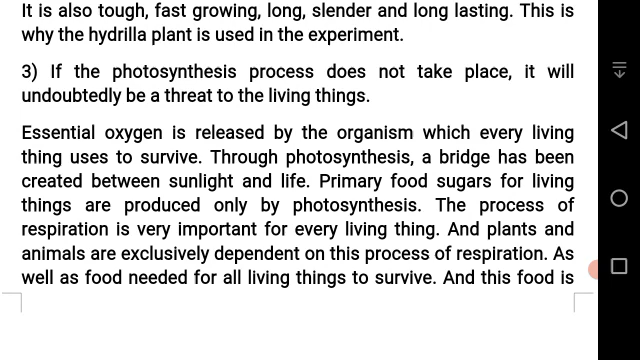 It is also tough, fast growing, long, slender and long lasting. This is
why the hydrilla plant is used in the experiment.
3) If the photosynthesis process does not take place, it will
undoubtedly be a threat to the living things.
Essential oxygen is released by the organism which every living
thing uses to survive. Through photosynthesis, a bridge has been
created between sunlight and life. Primary food sugars for living
things are produced only by photosynthesis. The process of
respiration is very important for every living thing. And plants and
animals are exclusively dependent on this process of respiration. As
well as food needed for all living things to survive. And this food is